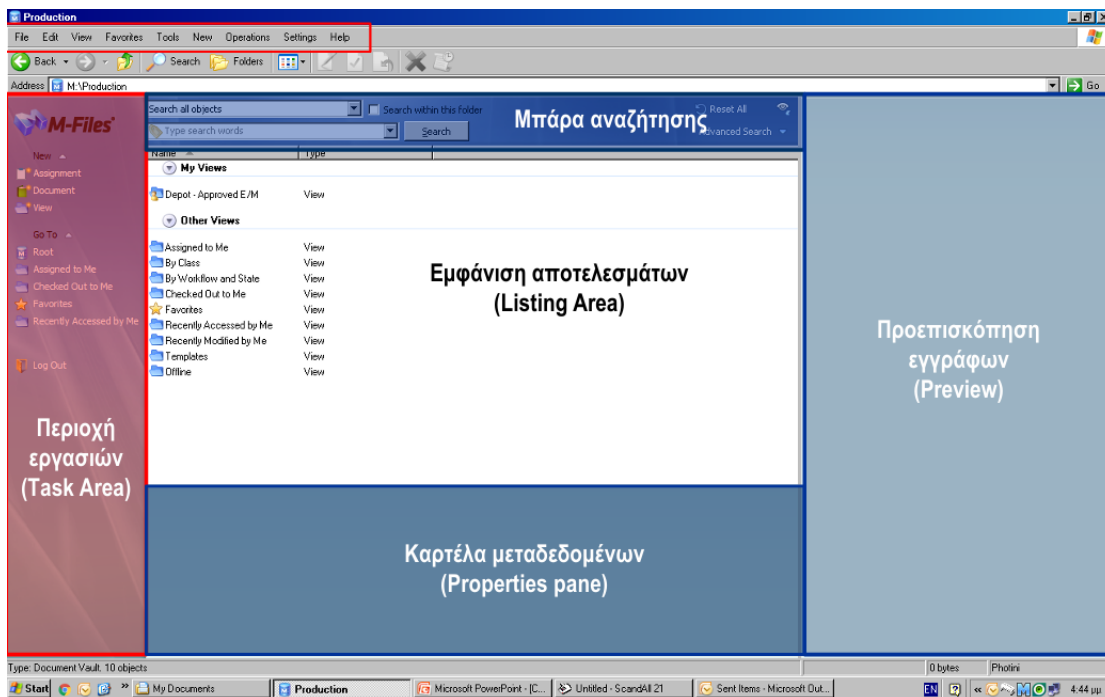 Production
File Edit View Favorites Tools New Operations Settings Help
Back Search Folders
Address M:\Production Go
M-Files
New
Assignment
Document
View
Go To
Root
Assigned to Me
Checked Out to Me
Favorites
Recently Accessed by Me
Log Out
Περιοχή
εργασιών
(Task Area)
Search all objects Search within this folder Reset All
Type search words Search Advanced Search
Μπάρα αναζήτησης
Name Type
My Views
Depot - Approved E/M View
Other Views
Assigned to Me View
By Class View
By Workflow and State View
Checked Out to Me View
Favorites View
Recently Accessed by Me View
Recently Modified by Me View
Templates View
Offline View
Εμφάνιση αποτελεσμάτων
(Listing Area)
Προεπισκόπηση
εγγράφων
(Preview)
Καρτέλα μεταδεδομένων
(Properties pane)
Type: Document Vault. 10 objects 0 bytes Photini
Start » My Documents Production Microsoft PowerPoint - [C... Untitled - ScandAll 21 Sent Items - Microsoft Out... EN « 4:44 μμ